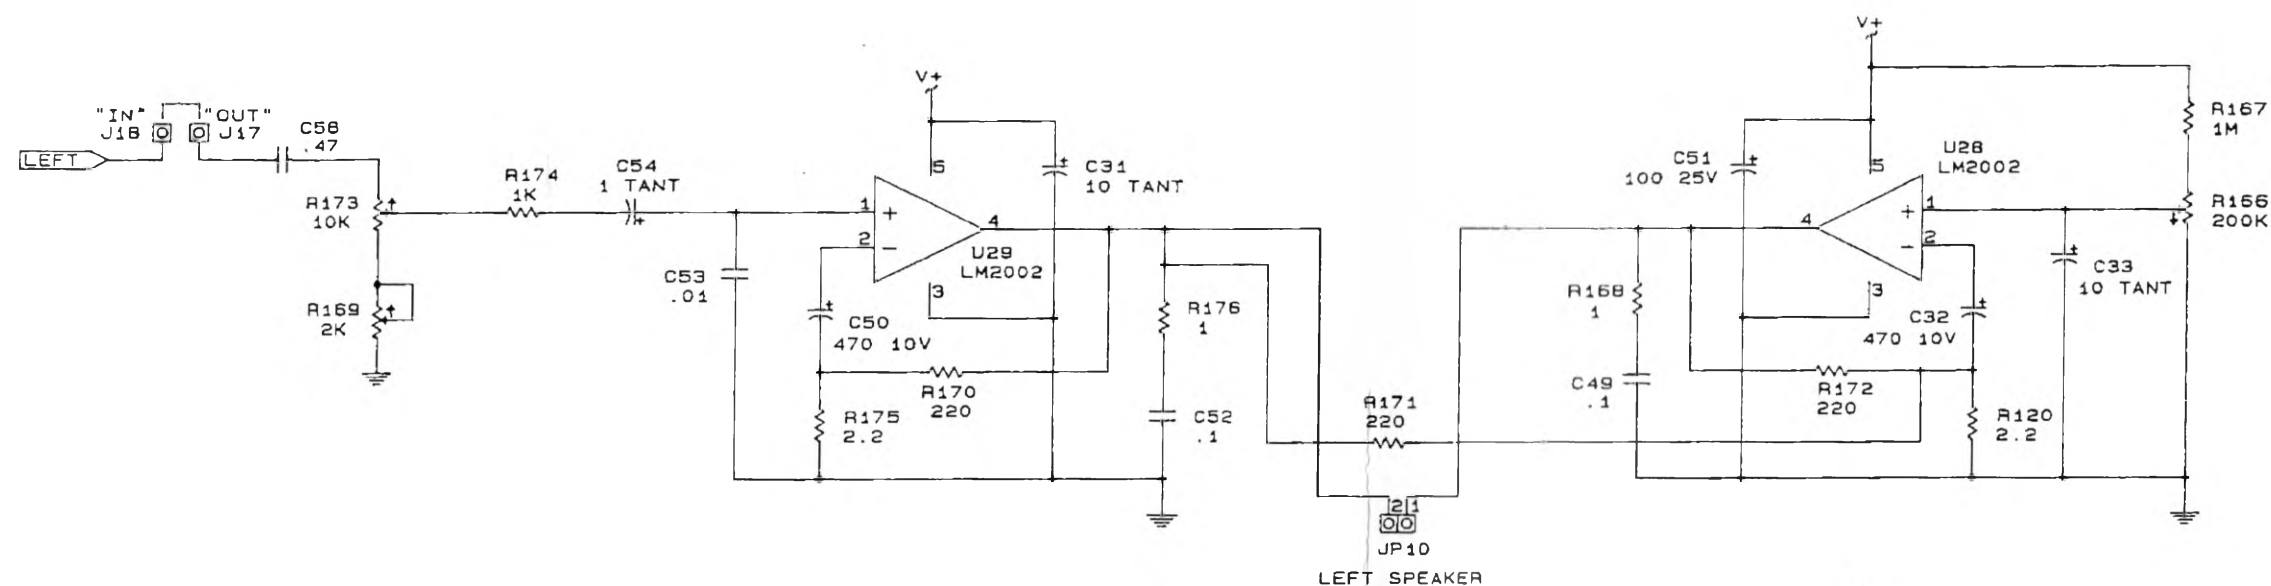 "IN"
J18
"OUT"
J17
LEFT
C58
.47
R173
10K
R169
2K
R174
1K
C54
1 TANT
+
C53
.01
V+
5
1
+
2
-
4
3
U29
LM2002
+
C31
10 TANT
+
C50
470 10V
R170
220
R175
2.2
R176
1
C52
.1
R171
220
2 1
JP10
LEFT SPEAKER
V+
R167
1M
R166
200K
U28
LM2002
5
1
+
2
-
4
3
+
C51
100 25V
R168
1
C49
.1
+
C32
470 10V
+
C33
10 TANT
R172
220
R120
2.2